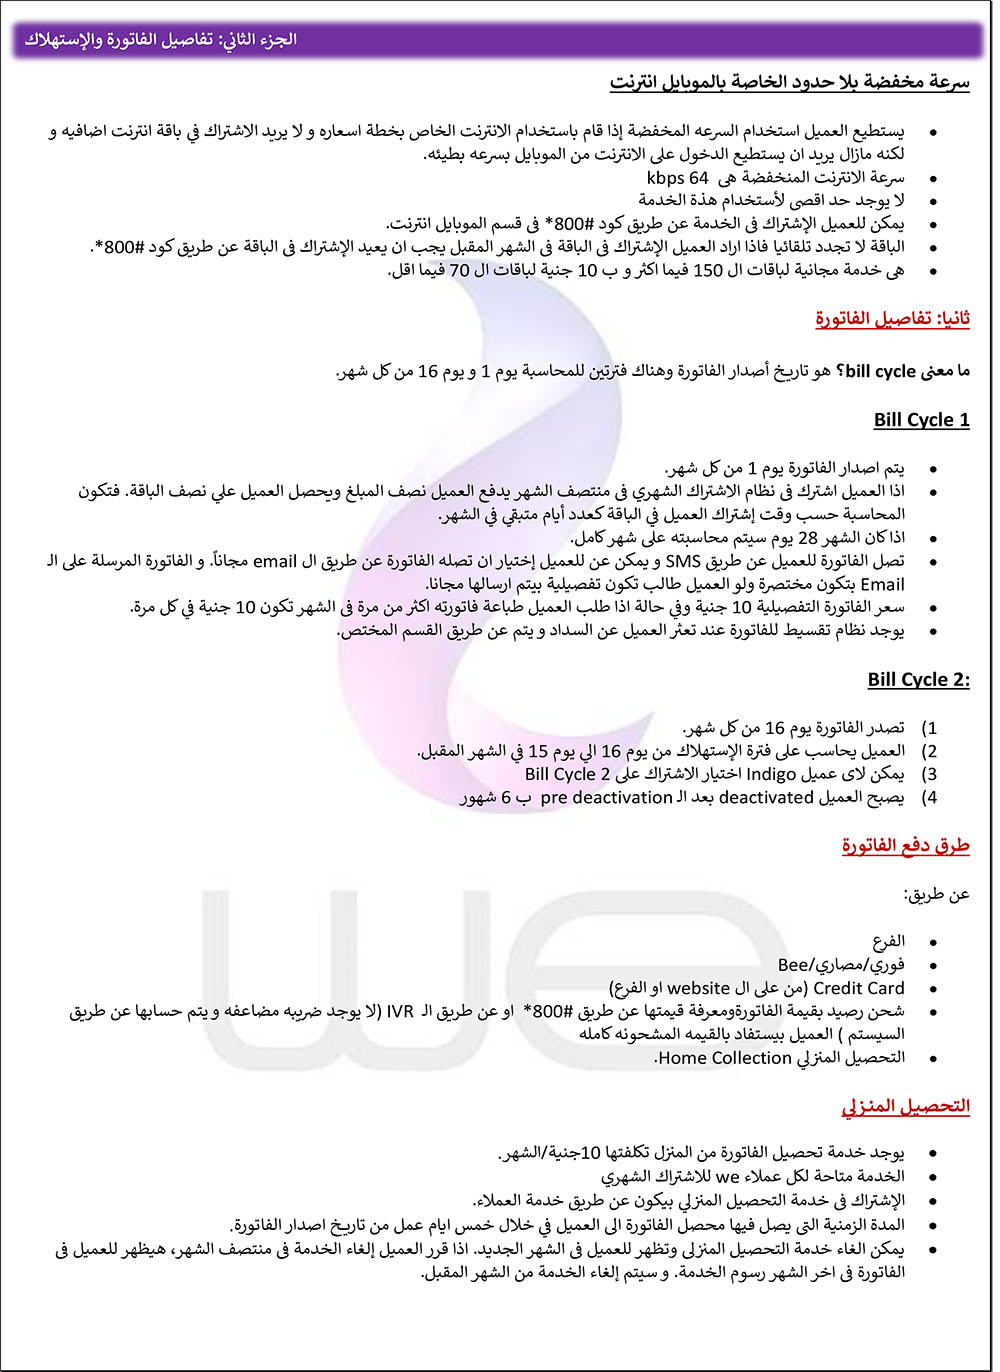 الجزء الثاني: تفاصيل الفاتورة والإستهلاك
سرعة مخفضة بلا حدود الخاصة بالموبايل انترنت
• يستطيع العميل استخدام السرعه المخفضة إذا قام باستخدام الانترنت الخاص بخطة اسعاره و لا يريد الاشتراك في باقة انترنت اضافيه و
لكنه مازال يريد ان يستطيع الدخول على الانترنت من الموبايل بسرعه بطيئه.
• سرعة الانترنت المنخفضة هى 64 kbps
• لا يوجد حد اقصى لأستخدام هذة الخدمة
• يمكن للعميل الإشتراك فى الخدمة عن طريق كود #800* فى قسم الموبايل انترنت.
• الباقة لا تجدد تلقائيا فاذا اراد العميل الإشتراك فى الباقة فى الشهر المقبل يجب ان يعيد الإشتراك فى الباقة عن طريق كود #800*.
• هى خدمة مجانية لباقات ال 150 فيما اكثر و ب 10 جنية لباقات ال 70 فيما اقل.
ثانيا: تفاصيل الفاتورة
ما معنى bill cycle؟ هو تاريخ أصدار الفاتورة وهناك فترتين للمحاسبة يوم 1 و يوم 16 من كل شهر.
Bill Cycle 1
• يتم اصدار الفاتورة يوم 1 من كل شهر.
• اذا العميل اشترك فى نظام الاشتراك الشهري فى منتصف الشهر يدفع العميل نصف المبلغ ويحصل العميل علي نصف الباقة. فتكون
المحاسبة حسب وقت إشتراك العميل في الباقة كعدد أيام متبقي في الشهر.
• اذا كان الشهر 28 يوم سيتم محاسبته على شهر كامل.
• تصل الفاتورة للعميل عن طريق SMS و يمكن عن للعميل إختيار ان تصله الفاتورة عن طريق ال email مجاناً. و الفاتورة المرسلة على الـ
Email بتكون مختصرة ولو العميل طالب تكون تفصيلية بيتم ارسالها مجانا.
• سعر الفاتورة التفصيلية 10 جنية وفي حالة اذا طلب العميل طباعة فاتورته اكثر من مرة فى الشهر تكون 10 جنية في كل مرة.
• يوجد نظام تقسيط للفاتورة عند تعثر العميل عن السداد و يتم عن طريق القسم المختص.
Bill Cycle 2:
1) تصدر الفاتورة يوم 16 من كل شهر.
2) العميل يحاسب على فترة الإستهلاك من يوم 16 الي يوم 15 في الشهر المقبل.
3) يمكن لاى عميل Indigo اختيار الاشتراك على Bill Cycle 2
4) يصبح العميل deactivated بعد الـ pre deactivation ب 6 شهور
طرق دفع الفاتورة
عن طريق:
• الفرع
• فوري/مصاري/Bee
• Credit Card (من على ال website او الفرع)
• شحن رصيد بقيمة الفاتورةومعرفة قيمتها عن طريق #800* او عن طريق الـ IVR (لا يوجد ضريبه مضاعفه و يتم حسابها عن طريق
السيستم ) العميل بيستفاد بالقيمه المشحونه كامله
• التحصيل المنزلي Home Collection.
التحصيل المنزلي
• يوجد خدمة تحصيل الفاتورة من المنزل تكلفتها 10جنية/الشهر.
• الخدمة متاحة لكل عملاء we للاشتراك الشهري
• الإشتراك فى خدمة التحصيل المنزلي بيكون عن طريق خدمة العملاء.
• المدة الزمنية التى يصل فيها محصل الفاتورة الى العميل في خلال خمس ايام عمل من تاريخ اصدار الفاتورة.
• يمكن الغاء خدمة التحصيل المنزلى وتظهر للعميل فى الشهر الجديد. اذا قرر العميل إلغاء الخدمة فى منتصف الشهر، هيظهر للعميل فى
الفاتورة فى اخر الشهر رسوم الخدمة. و سيتم إلغاء الخدمة من الشهر المقبل.
we